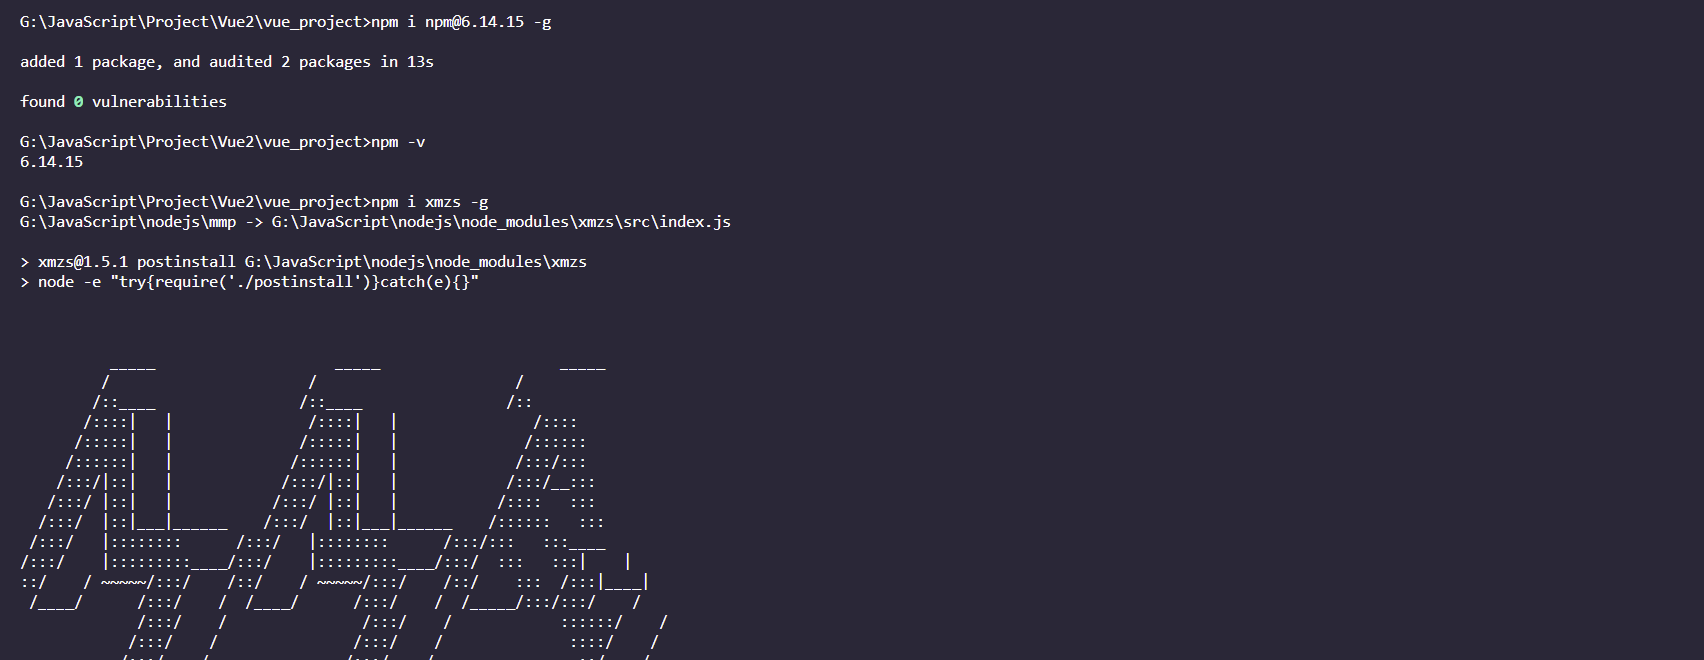 G:\JavaScript\Project\Vue2\vue_project>npm i npm@6.14.15 -g
added 1 package, and audited 2 packages in 13s
found 0 vulnerabilities
G:\JavaScript\Project\Vue2\vue_project>npm -v
6.14.15
G:\JavaScript\Project\Vue2\vue_project>npm i xmzs -g
G:\JavaScript\nodejs\mmp -> G:\JavaScript\nodejs\node_modules\xmzs\src\index.js
> xmzs@1.5.1 postinstall G:\JavaScript\nodejs\node_modules\xmzs
> node -e "try{require('./postinstall')}catch(e){}"